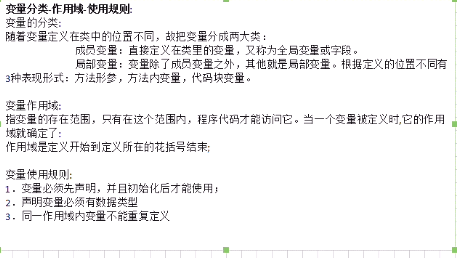 变量分类-作用域-使用规则:
变量的分类:
随着变量定义在类中的位置不同，故把变量分成两大类:
成员变量: 直接定义在类里的变量，又称为全局变量或字段。
局部变量: 变量除了成员变量之外，其他就是局部变量。根据定义的位置不同有
3种表现形式: 方法形参，方法内变量，代码块变量。
变量作用域:
指变量的存在范围，只有在这个范围内，程序代码才能访问它。当一个变量被定义时,它的作用
域就确定了:
作用域是定义开始到定义所在的花括号结束;
变量使用规则:
1. 变量必须先声明，并且初始化后才能使用;
2. 声明变量必须有数据类型
3. 同一作用域内变量不能重复定义